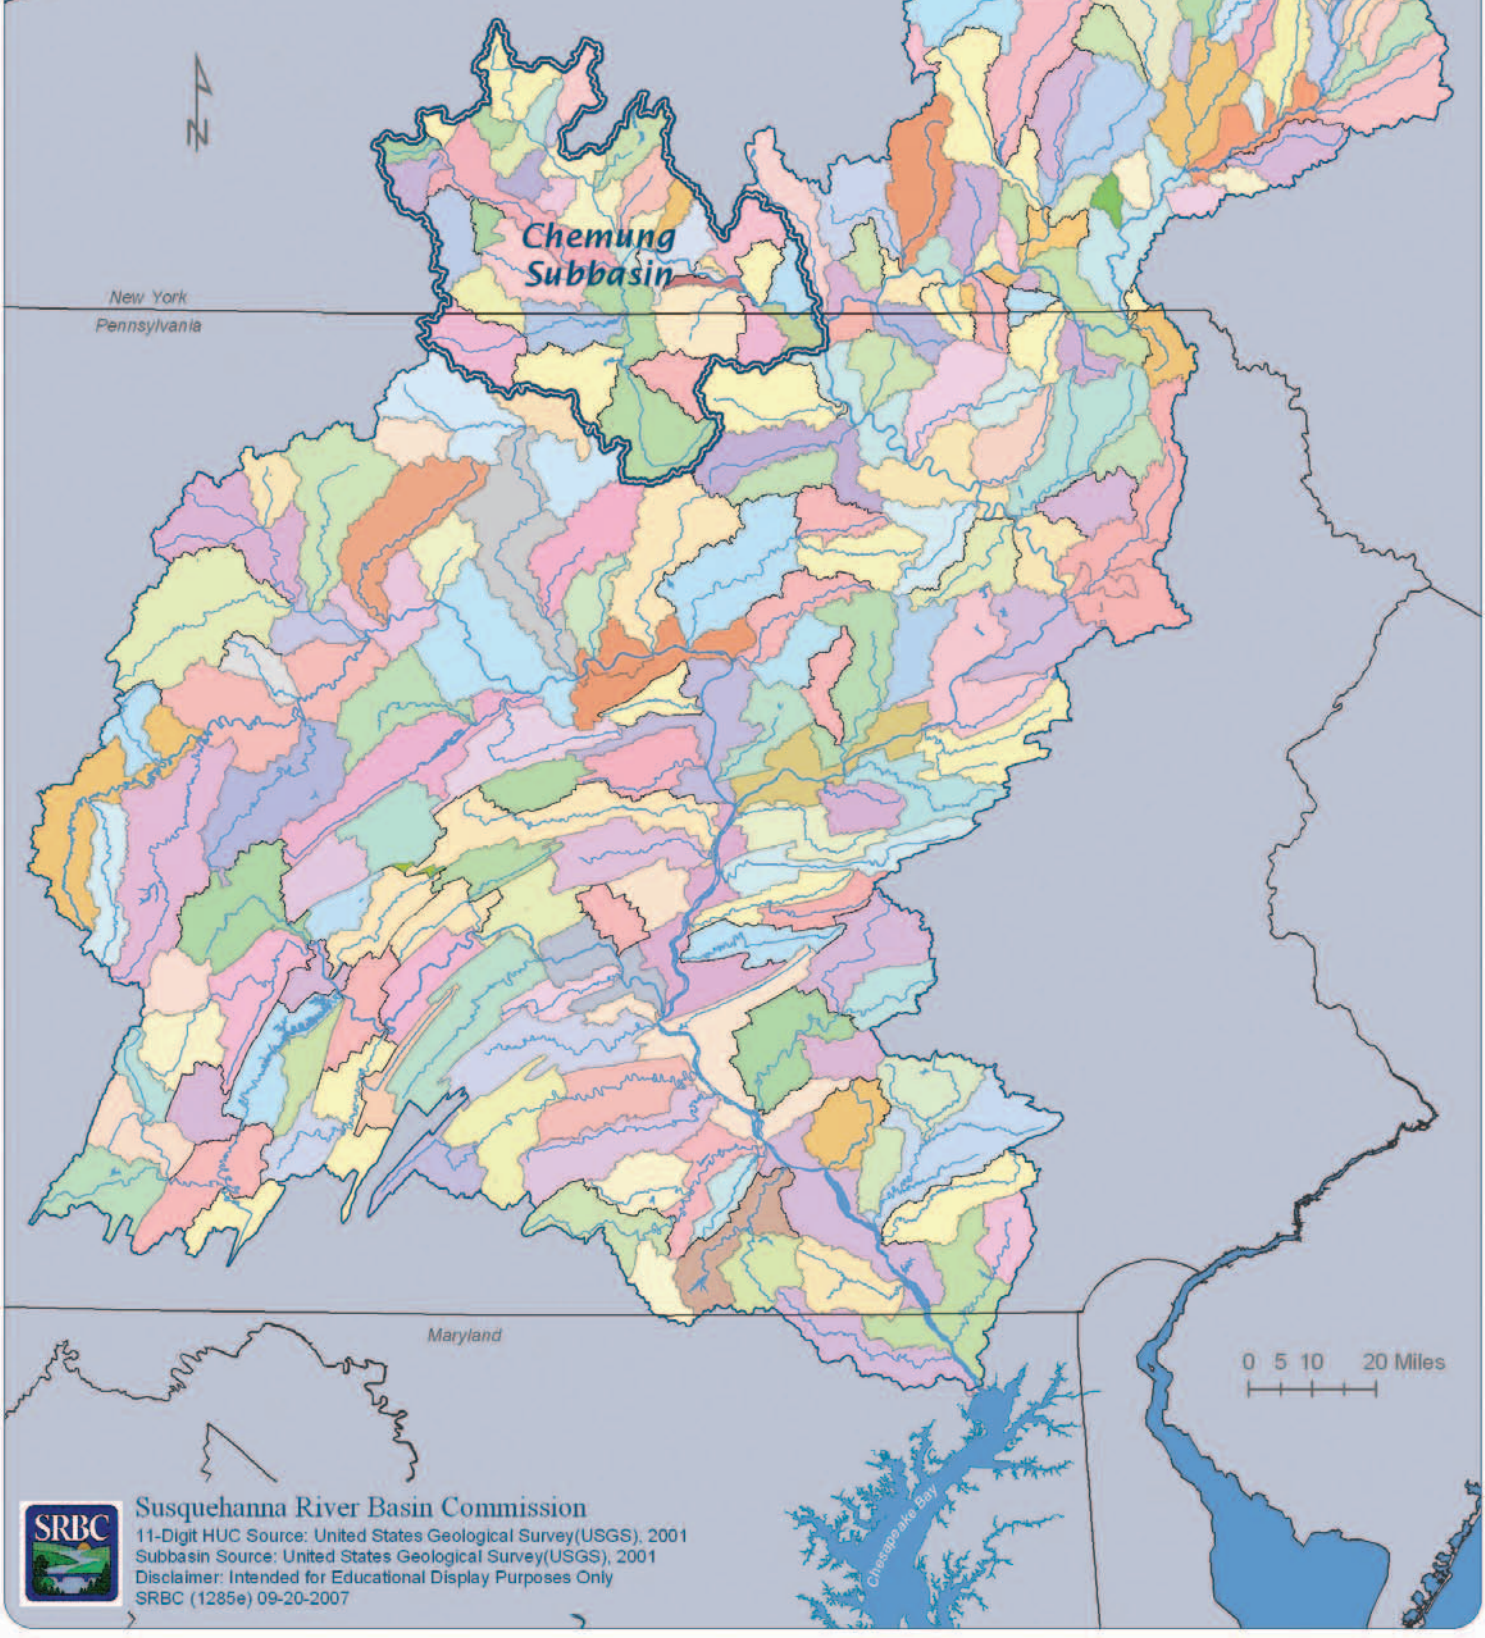 Chemung
Subbasin
New York
Pennsylvania
Maryland
0 5 10 20 Miles
Chesapeake Bay
SRBC
Susquehanna River Basin Commission
11-Digit HUC Source: United States Geological Survey(USGS), 2001
Subbasin Source: United States Geological Survey(USGS), 2001
Disclaimer: Intended for Educational Display Purposes Only
SRBC (1285e) 09-20-2007
N